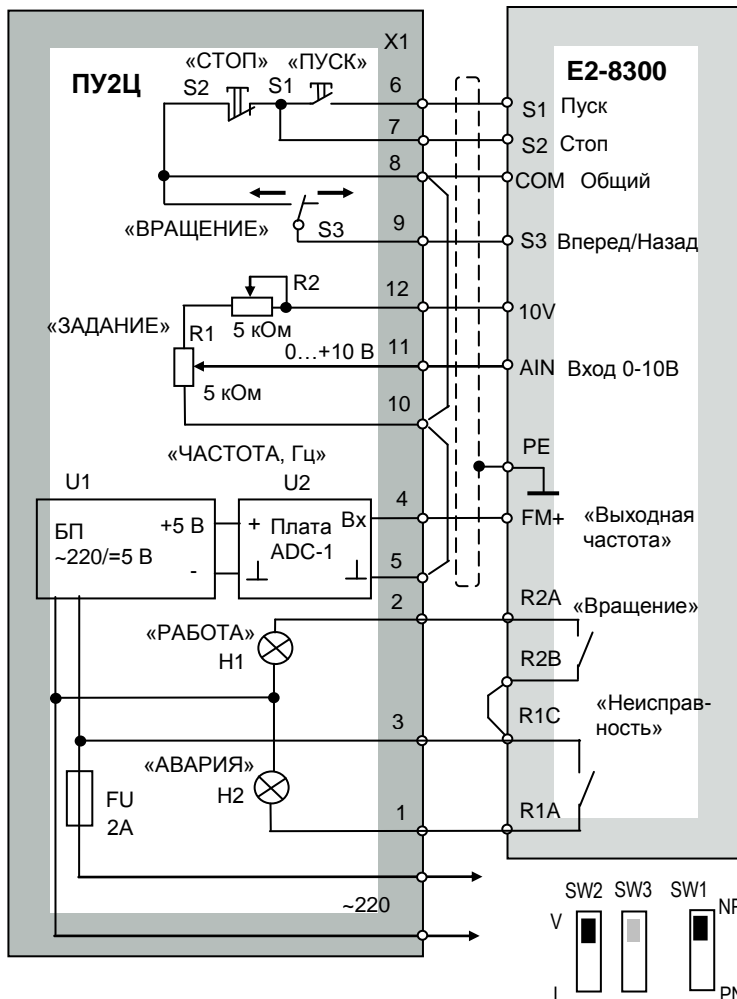 X1
ПУ2Ц
E2-8300
«СТОП» «ПУСК»
S2 S1
6
S1 Пуск
7
S2 Стоп
8
COM Общий
«ВРАЩЕНИЕ»
S3
9
S3 Вперед/Назад
R2
12
10V
«ЗАДАНИЕ»
R1
5 кОм
0…+10 В
11
AIN Вход 0-10В
5 кОм
10
PE
«ЧАСТОТА, Гц»
U1 U2
4
FM+ «Выходная
частота»
БП
~220/=5 В
+5 В
-
+ Плата
ADC-1
Вх
5
2
R2A
«Вращение»
«РАБОТА»
H1
R2B
R1C
«Неисправ-
ность»
3
«АВАРИЯ»
H2
FU
2A
1
R1A
~220
SW2 SW3 SW1
V
I